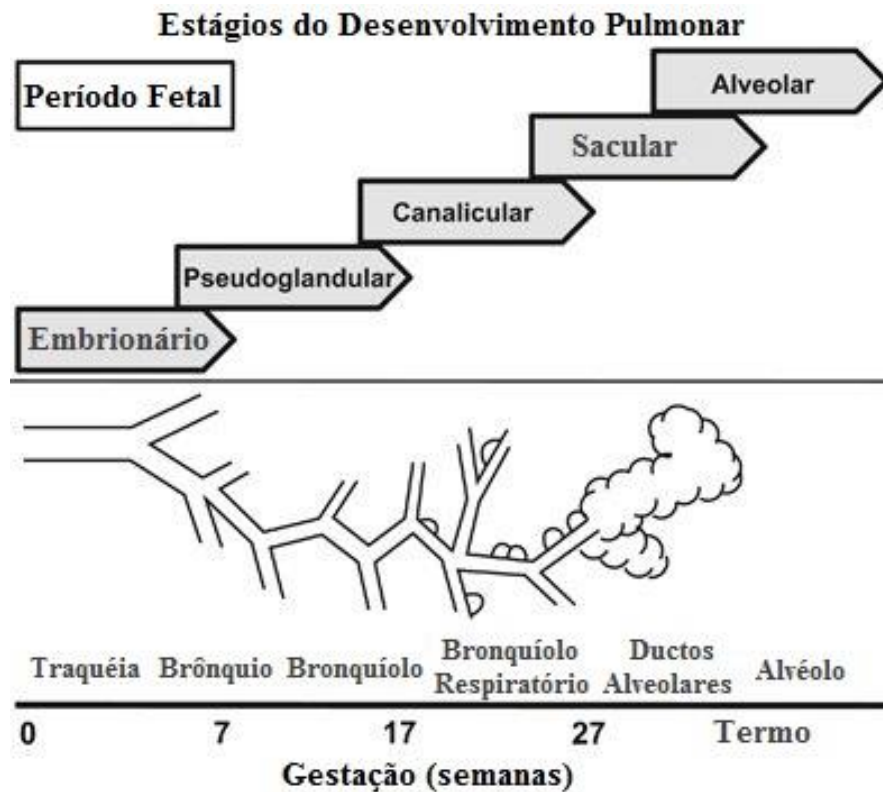 Estágios do Desenvolvimento Pulmonar
Período Fetal
Alveolar
Sacular
Canalicular
Pseudoglandular
Embrionário
Traquéia Brônquio Bronquíolo Bronquíolo Respiratório Ductos Alveolares Alvéolo
0 7 17 27 Termo
Gestação (semanas)